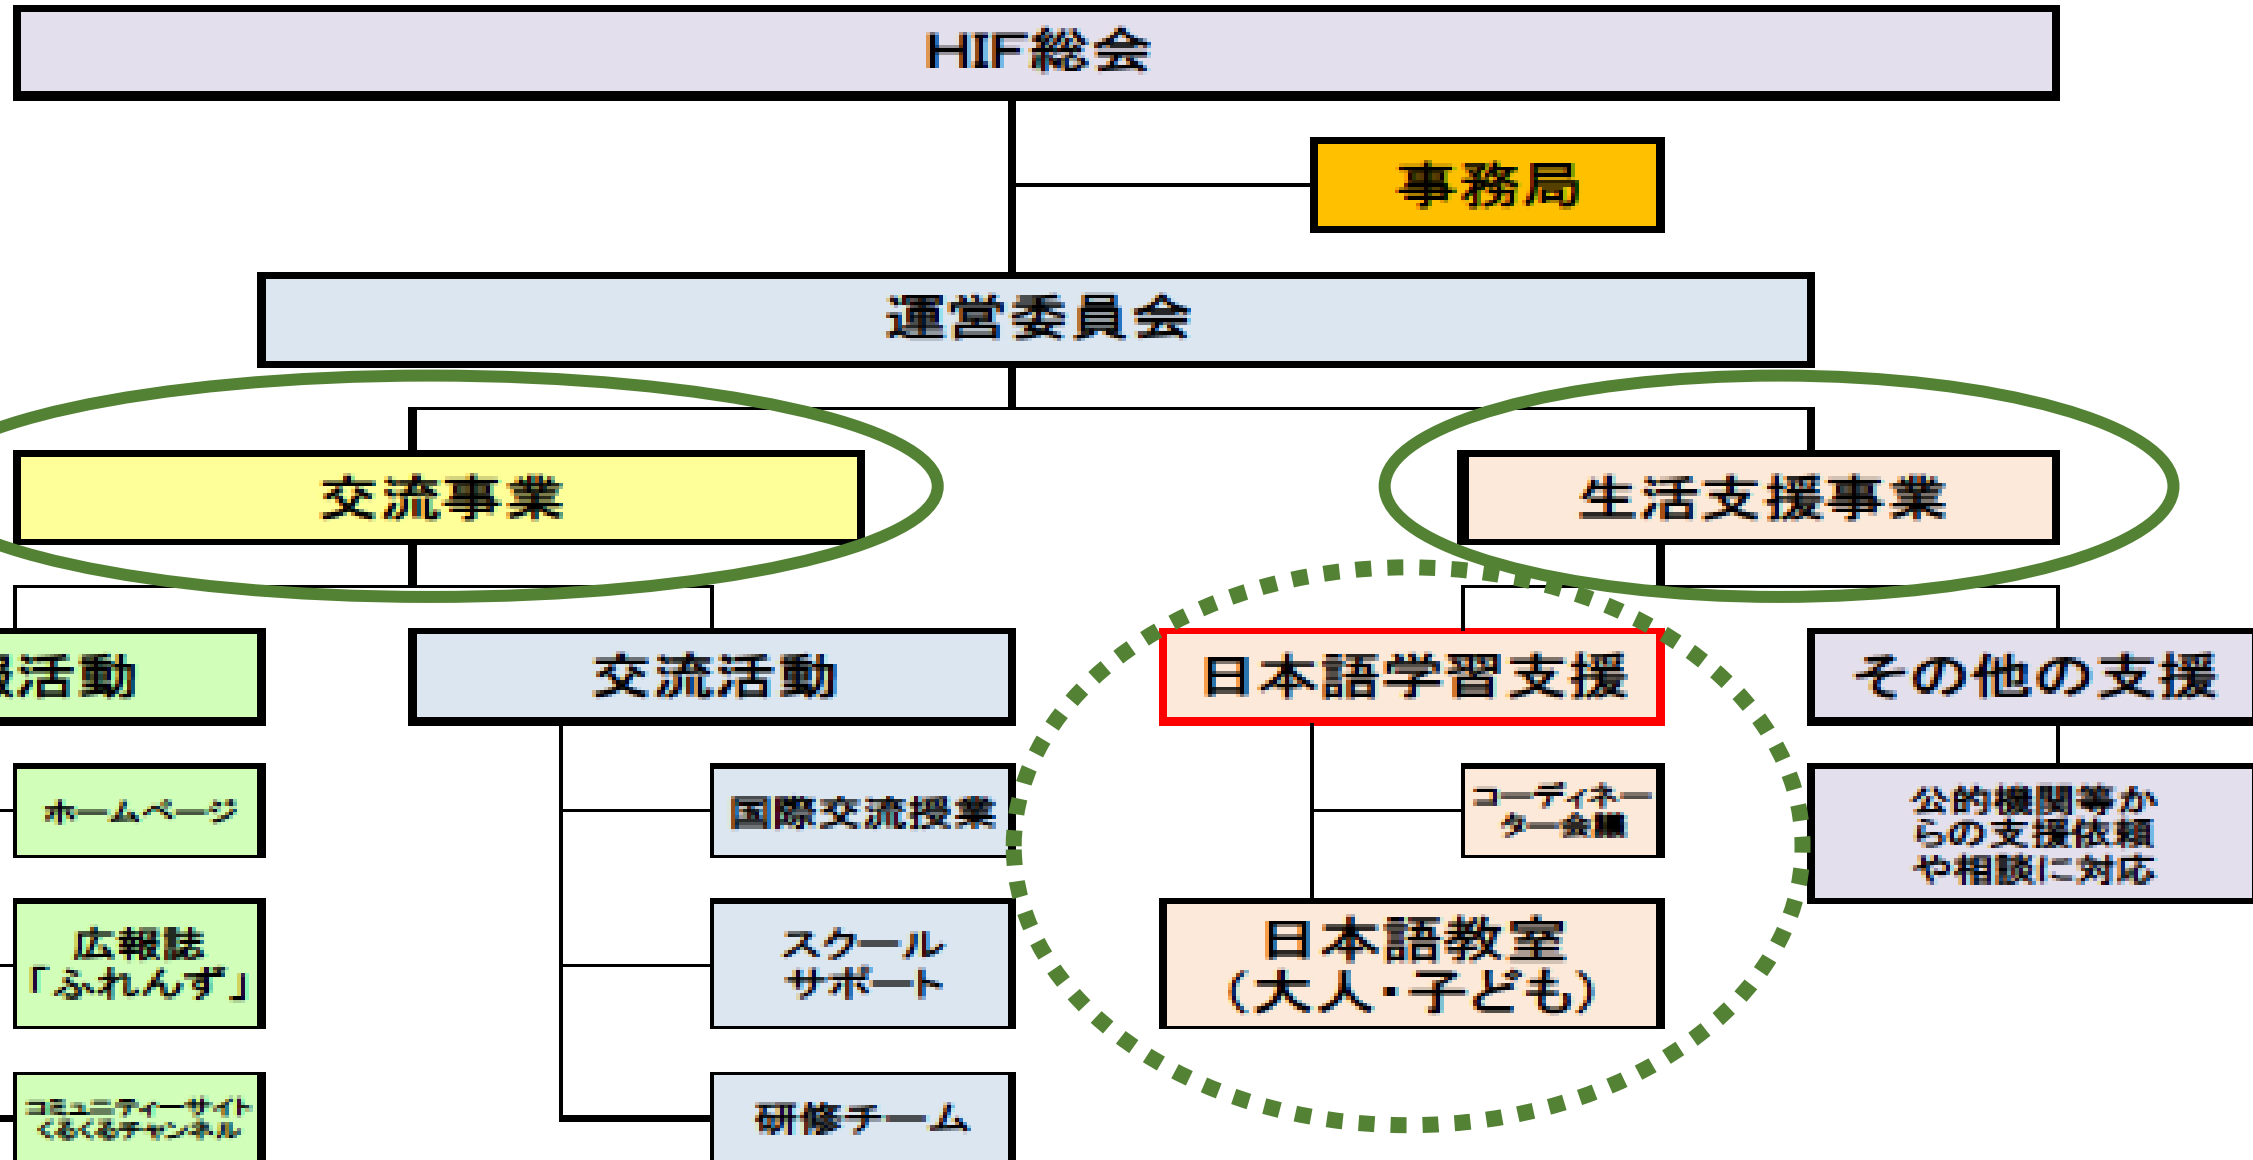 HIF総会
事務局
運営委員会
交流事業
生活支援事業
報活動
交流活動
日本語学習支援
その他の支援
ホームページ
国際交流授業
コーディネー
ター会議
公的機関等か
らの支援依頼
や相談に対応
広報誌
「ふれんず」
スクール
サポート
日本語教室
(大人・子ども)
コミュニティーサイト
くるくるチャンネル
研修チーム